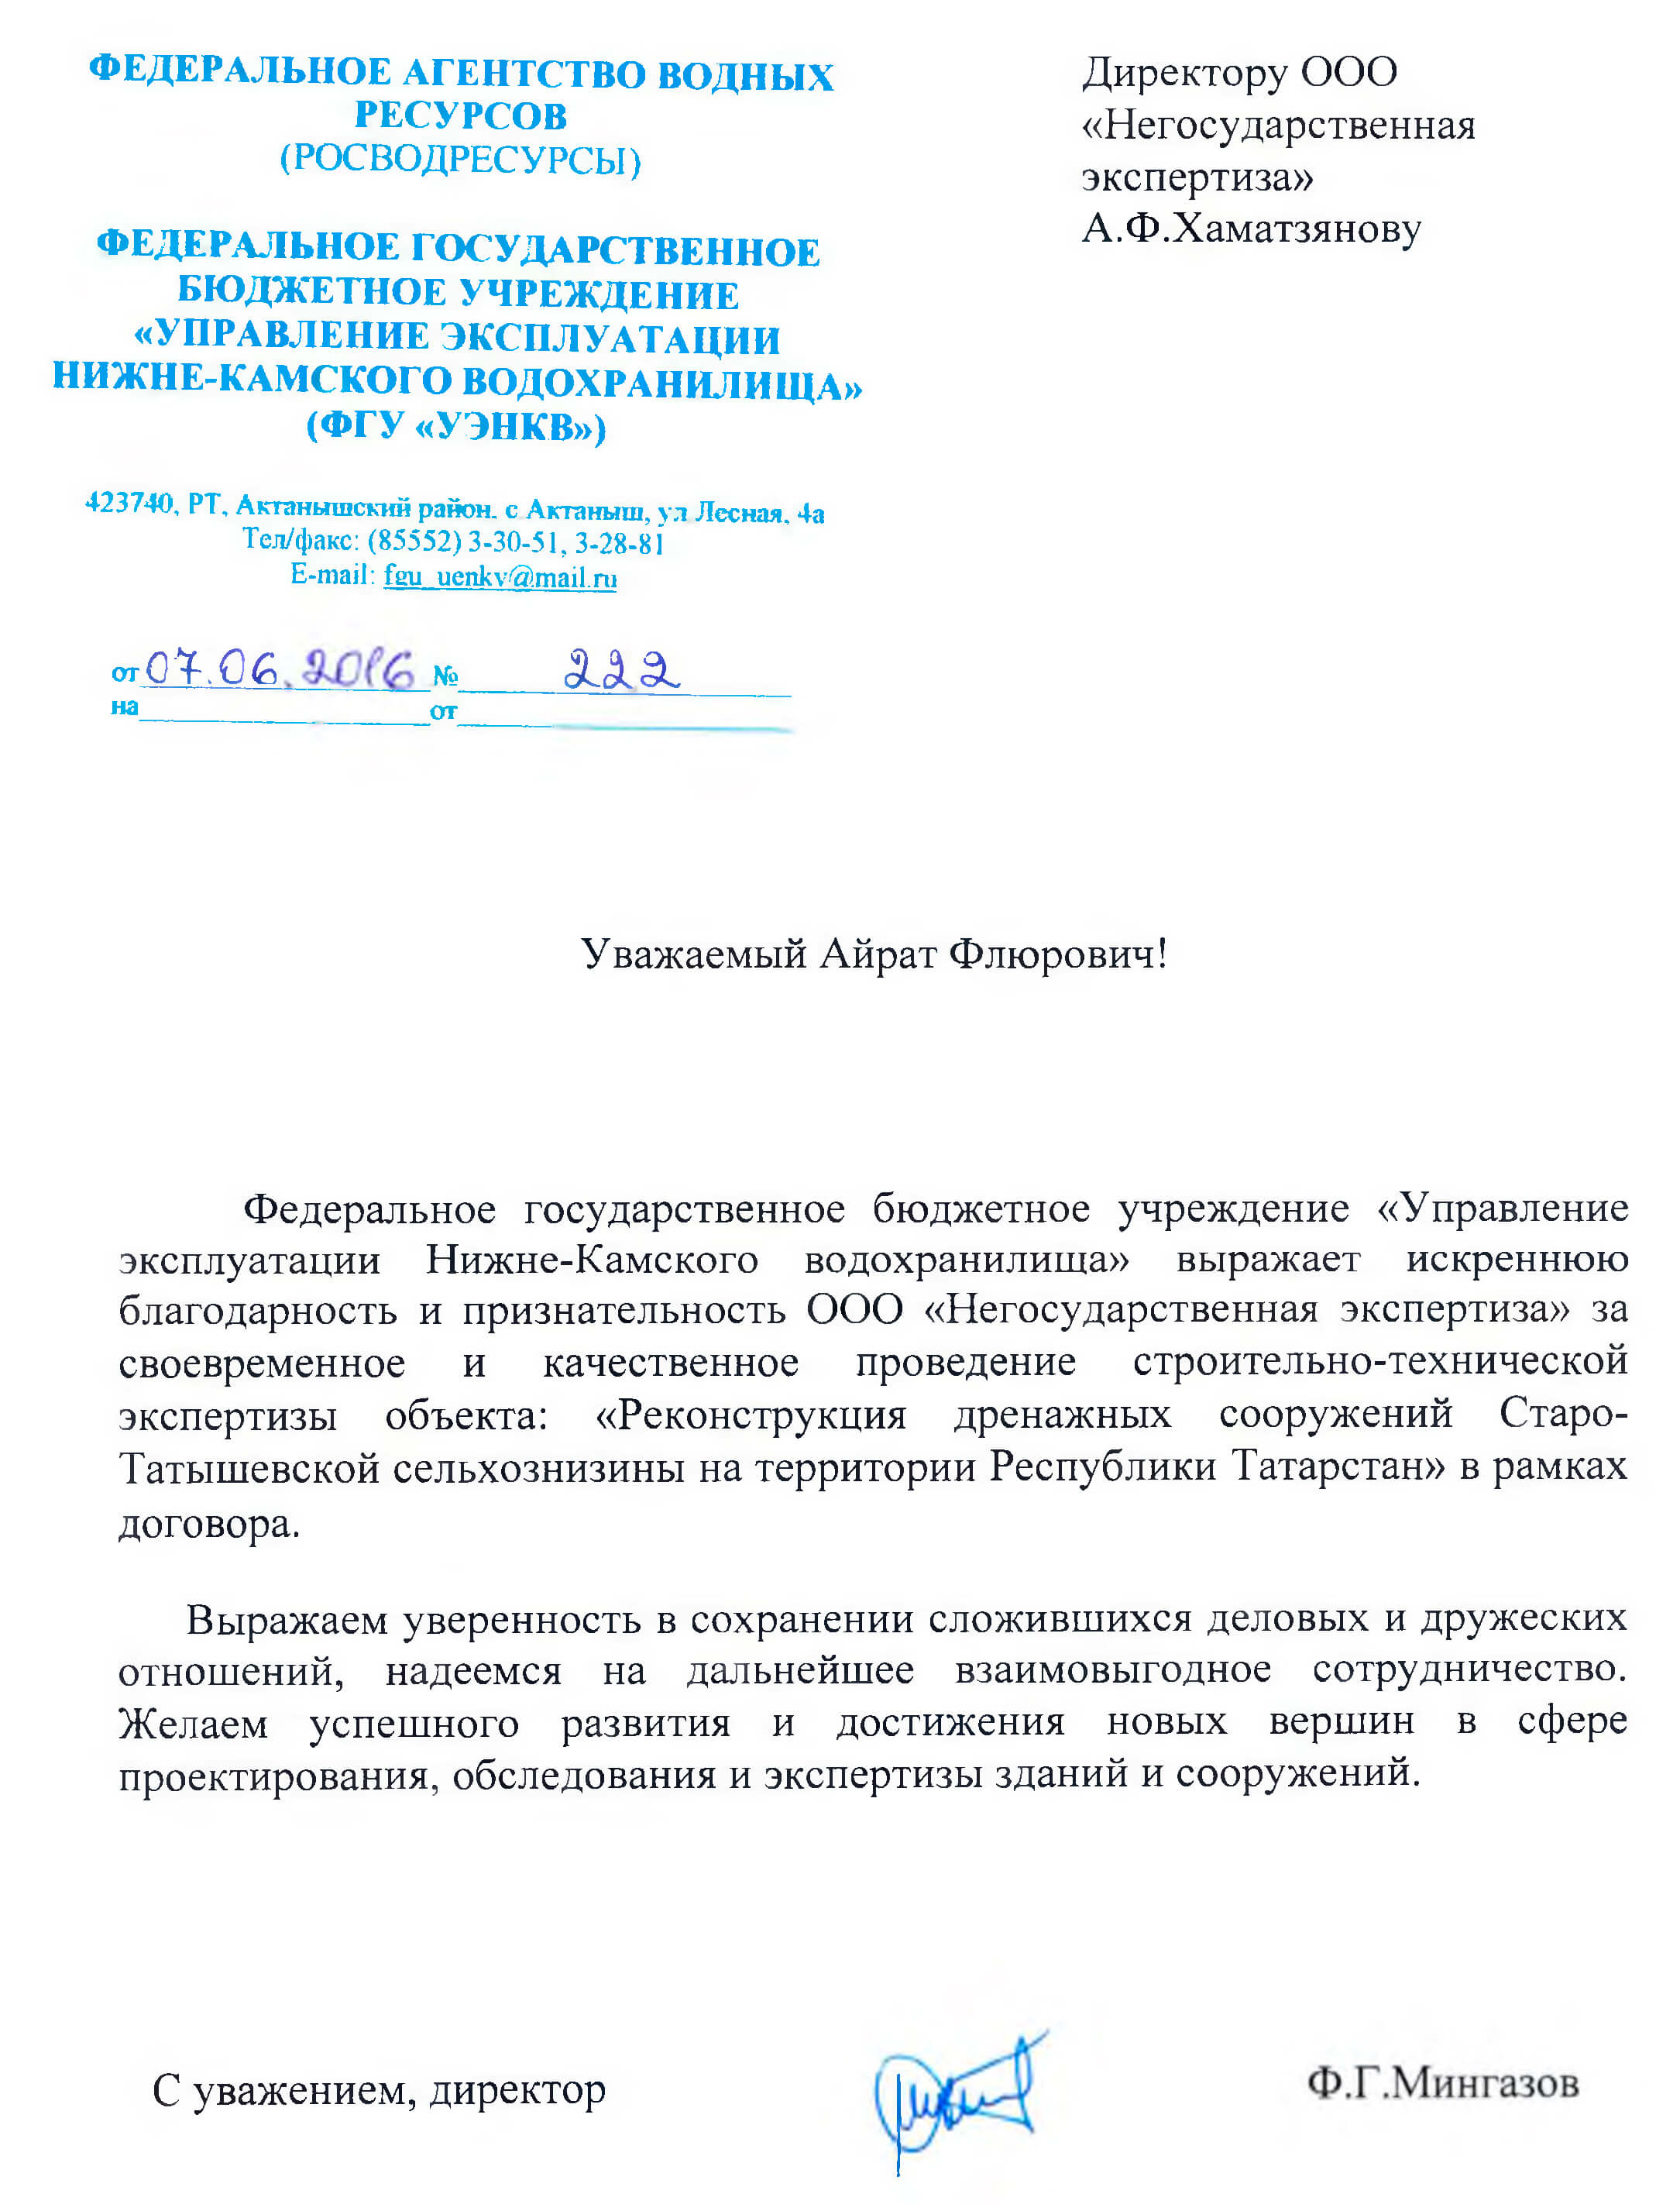 ФЕДЕРАЛЬНОЕ АГЕНТСТВО ВОДНЫХ
РЕСУРСОВ
(РОСВОДРЕСУРСЫ)
ФЕДЕРАЛЬНОЕ ГОСУДАРСТВЕННОЕ
БЮДЖЕТНОЕ УЧРЕЖДЕНИЕ
«УПРАВЛЕНИЕ ЭКСПЛУАТАЦИИ
НИЖНЕ-КАМСКОГО ВОДОХРАНИЛИЩА»
(ФГУ «УЭНКВ»)
423740, РТ, Актанышский район. с Актаныш, ул Лесная, 4а
Тел/факс: (85552) 3-30-51, 3-28-81
E-mail: fgu_uenkv@mail.ru
от 07.06.2016 № 222
на от
Директору ООО
«Негосударственная
экспертиза»
А.Ф.Хаматзянову
Уважаемый Айрат Флюрович!
Федеральное государственное бюджетное учреждение «Управление
эксплуатации Нижне-Камского водохранилища» выражает искреннюю
благодарность и признательность ООО «Негосударственная экспертиза» за
своевременное и качественное проведение строительно-технической
экспертизы объекта: «Реконструкция дренажных сооружений Старо-
Татышевской сельхознизины на территории Республики Татарстан» в рамках
договора.
Выражаем уверенность в сохранении сложившихся деловых и дружеских
отношений, надеемся на дальнейшее взаимовыгодное сотрудничество.
Желаем успешного развития и достижения новых вершин в сфере
проектирования, обследования и экспертизы зданий и сооружений.
С уважением, директор
Ф.Г.Мингазов